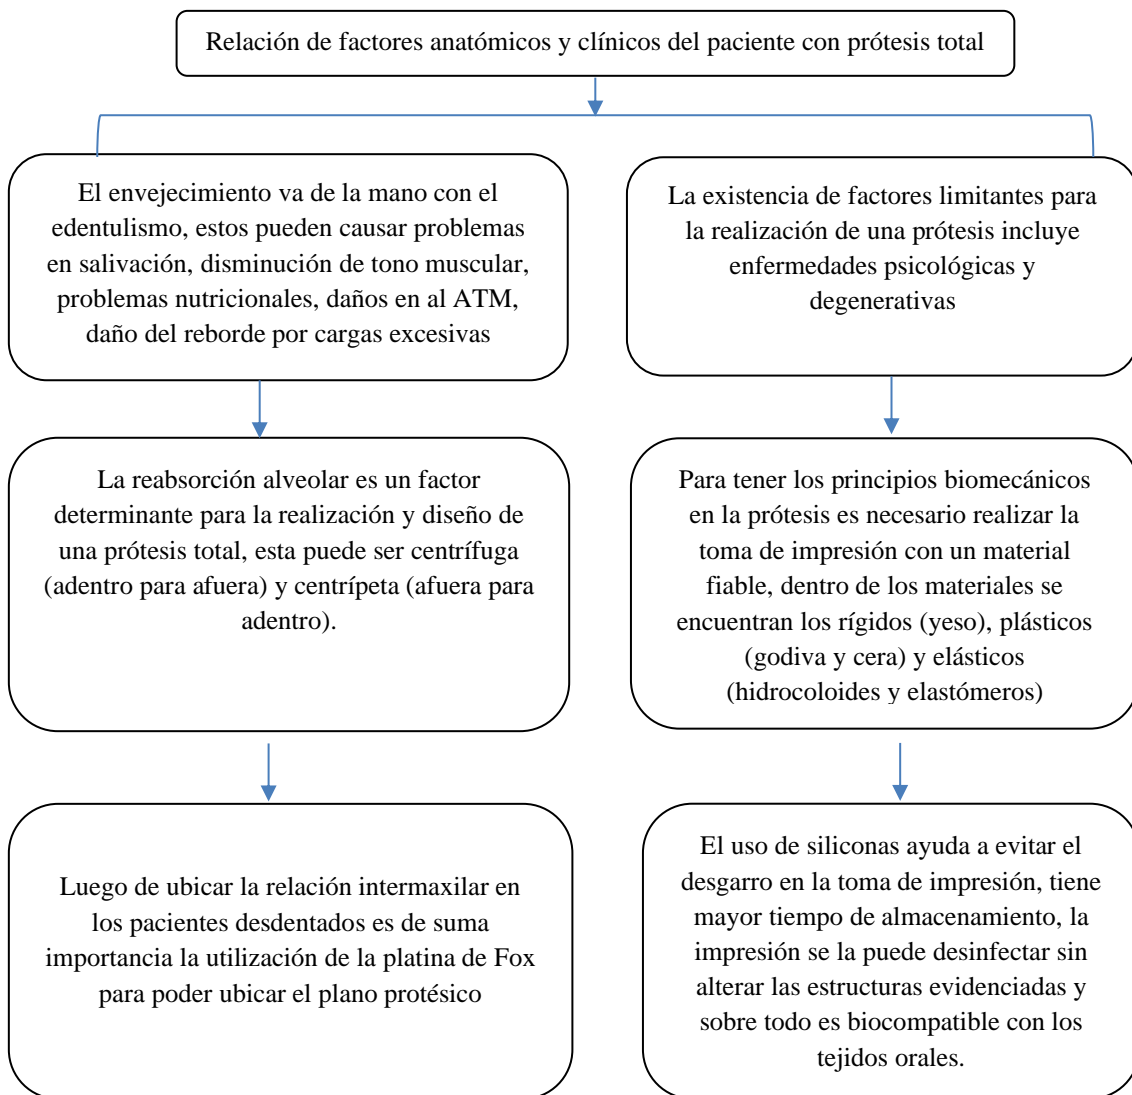 Relación de factores anatómicos y clínicos del paciente con prótesis total
El envejecimiento va de la mano con el
edentulismo, estos pueden causar problemas
en salivación, disminución de tono muscular,
problemas nutricionales, daños en al ATM,
daño del reborde por cargas excesivas
La reabsorción alveolar es un factor
determinante para la realización y diseño de
una prótesis total, esta puede ser centrífuga
(adentro para afuera) y centrípeta (afuera para
adentro).
Luego de ubicar la relación intermaxilar en
los pacientes desdentados es de suma
importancia la utilización de la platina de Fox
para poder ubicar el plano protésico
La existencia de factores limitantes para
la realización de una prótesis incluye
enfermedades psicológicas y
degenerativas
Para tener los principios biomecánicos
en la prótesis es necesario realizar la
toma de impresión con un material
fiable, dentro de los materiales se
encuentran los rígidos (yeso), plásticos
(godiva y cera) y elásticos
(hidrocoloides y elastómeros)
El uso de siliconas ayuda a evitar el
desgarro en la toma de impresión, tiene
mayor tiempo de almacenamiento, la
impresión se la puede desinfectar sin
alterar las estructuras evidenciadas y
sobre todo es biocompatible con los
tejidos orales.